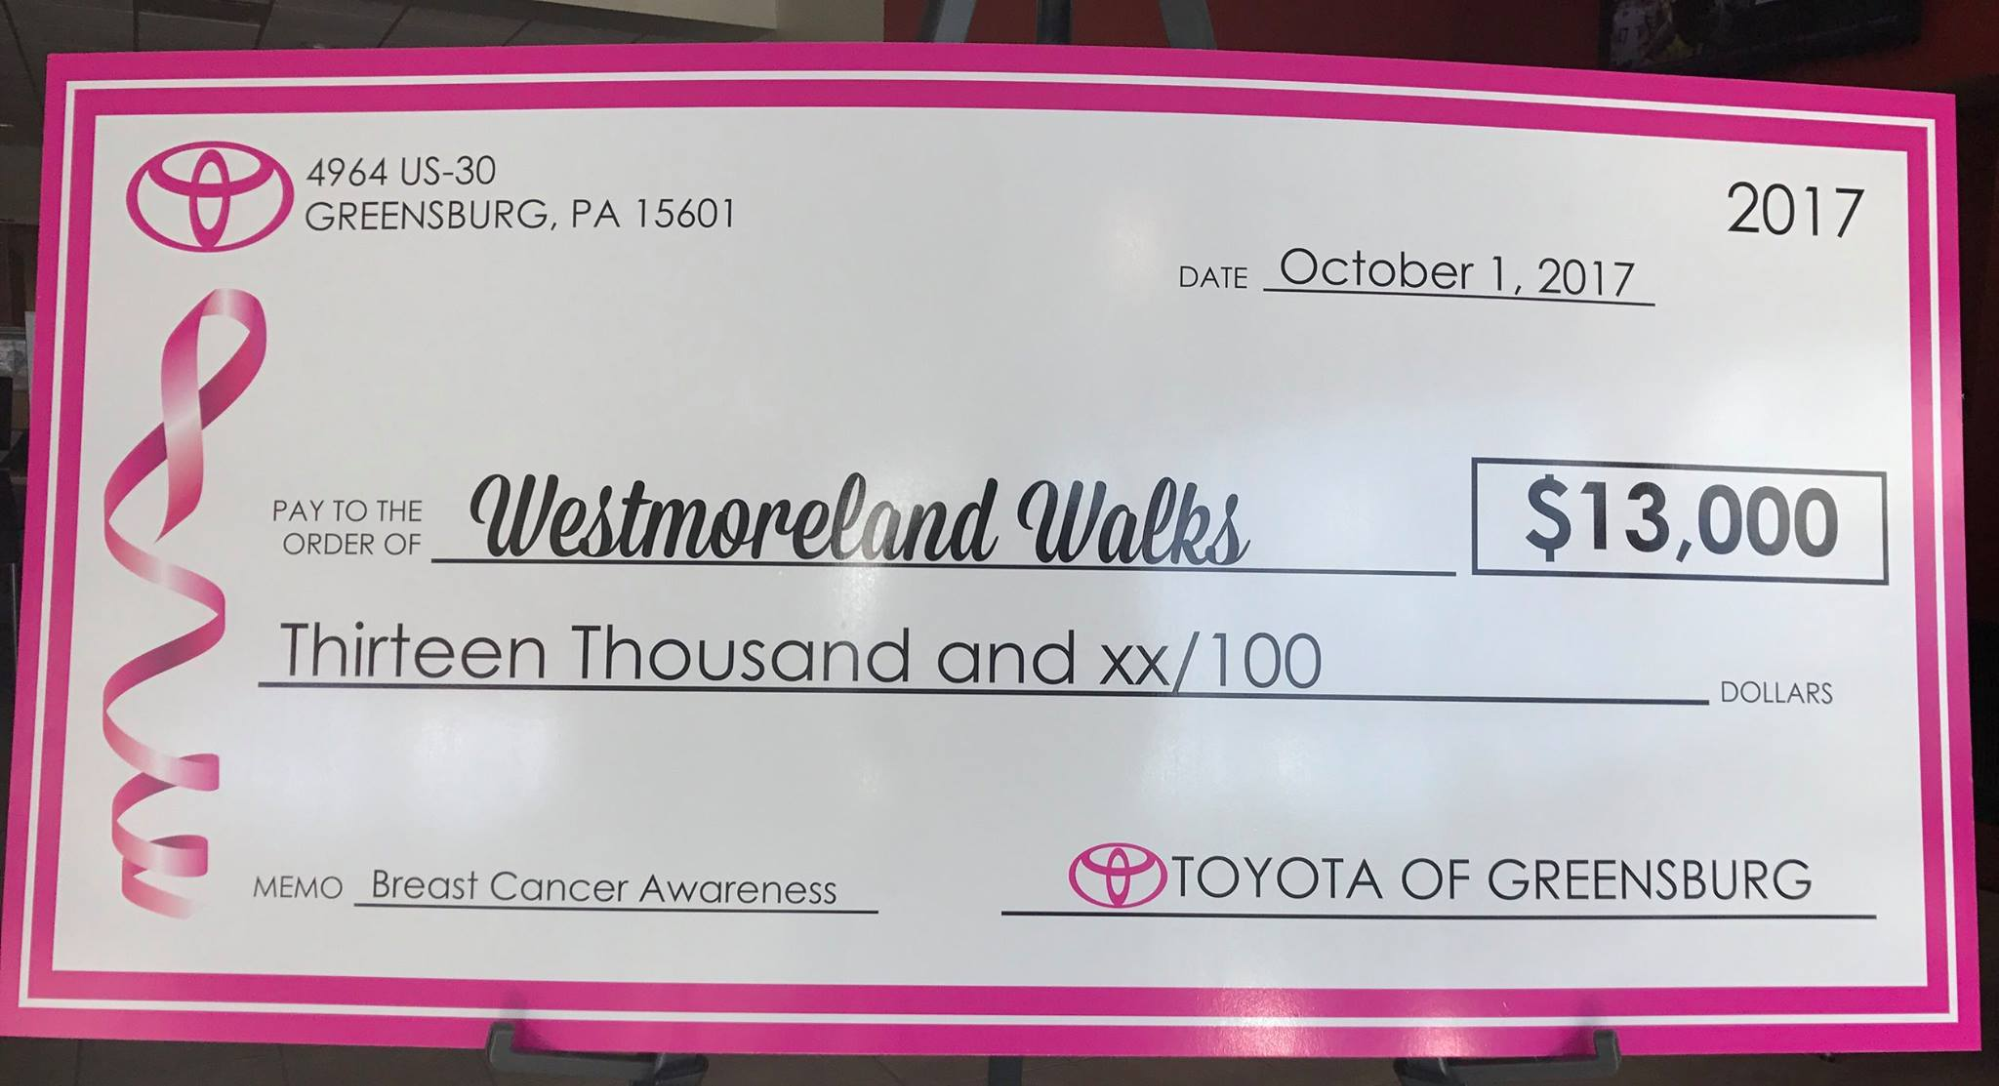 4964 US-30
GREENSBURG, PA 15601
2017
DATE October 1, 2017
PAY TO THE
ORDER OF Westmoreland Walks $13,000
Thirteen Thousand and xx/100 DOLLARS
MEMO Breast Cancer Awareness TOYOTA OF GREENSBURG